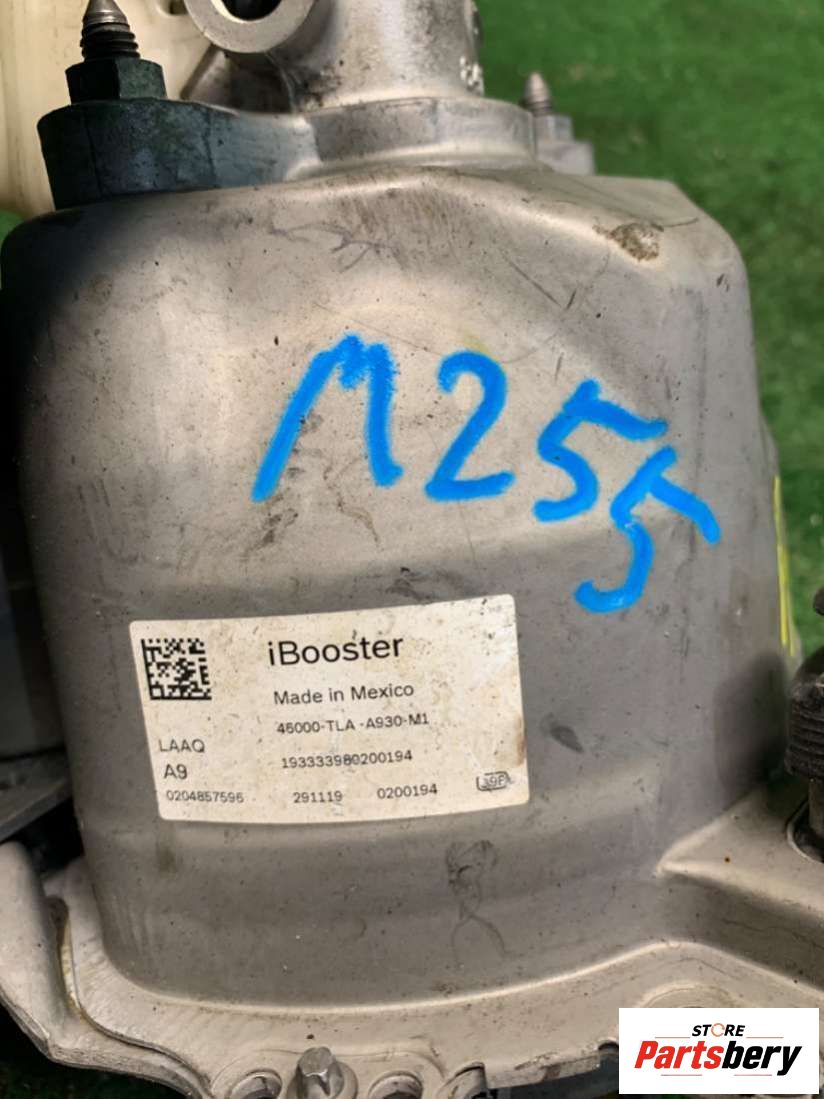 M255
iBooster
Made in Mexico
46000-TLA -A930-M1
LAAQ
193333980200194
A9
0204857596 291119 0200194
STORE
Partsbery